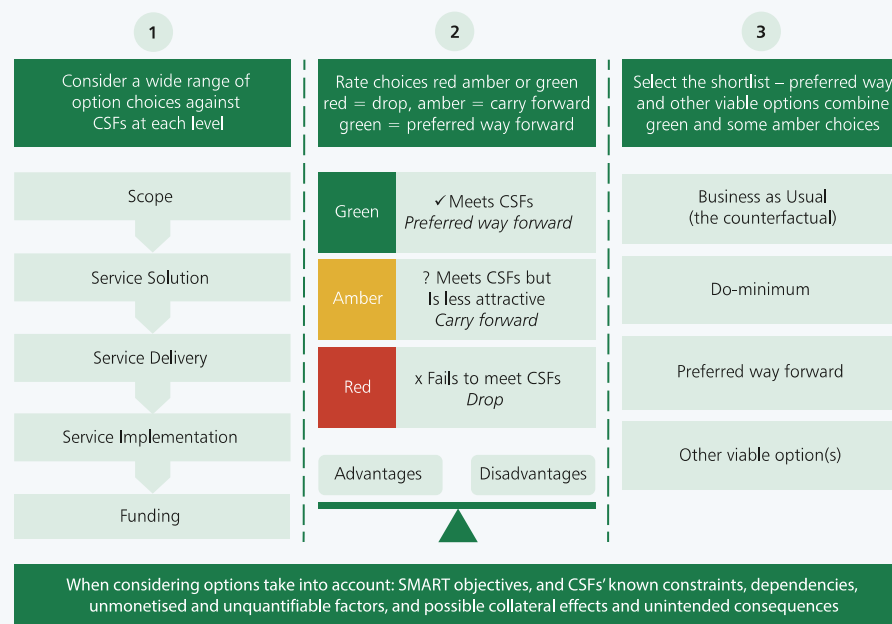 1
Consider a wide range of
option choices against
CSFs at each level
Scope
Service Solution
Service Delivery
Service Implementation
Funding
2
Rate choices red amber or green
red = drop, amber = carry forward
green = preferred way forward
Green
✓ Meets CSFs
Preferred way forward
Amber
? Meets CSFs but
Is less attractive
Carry forward
Red
x Fails to meet CSFs
Drop
Advantages
Disadvantages
3
Select the shortlist – preferred way
and other viable options combine
green and some amber choices
Business as Usual
(the counterfactual)
Do-minimum
Preferred way forward
Other viable option(s)
When considering options take into account: SMART objectives, and CSFs' known constraints, dependencies,
unmonetised and unquantifiable factors, and possible collateral effects and unintended consequences